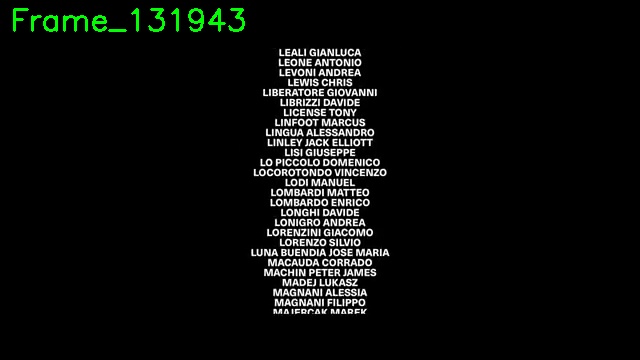 Frame_131943
LEALI GIANLUCA
LEONE ANTONIO
LEVONI ANDREA
LEWIS CHRIS
LIBERATORE GIOVANNI
LIBRIZZI DAVIDE
LICENSE TONY
LINFOOT MARCUS
LINGUA ALESSANDRO
LINLEY JACK ELLIOTT
LISI GIUSEPPE
LO PICCOLO DOMENICO
LOCOROTONDO VINCENZO
LODI MANUEL
LOMBARDI MATTEO
LOMBARDO ENRICO
LONGHI DAVIDE
LONIGRO ANDREA
LORENZINI GIACOMO
LORENZO SILVIO
LUNA BUENDIA JOSE MARIA
MACAUDA CORRADO
MACHIN PETER JAMES
MADEJ LUKASZ
MAGNANI ALESSIA
MAGNANI FILIPPO
MAJERCAK MAREK